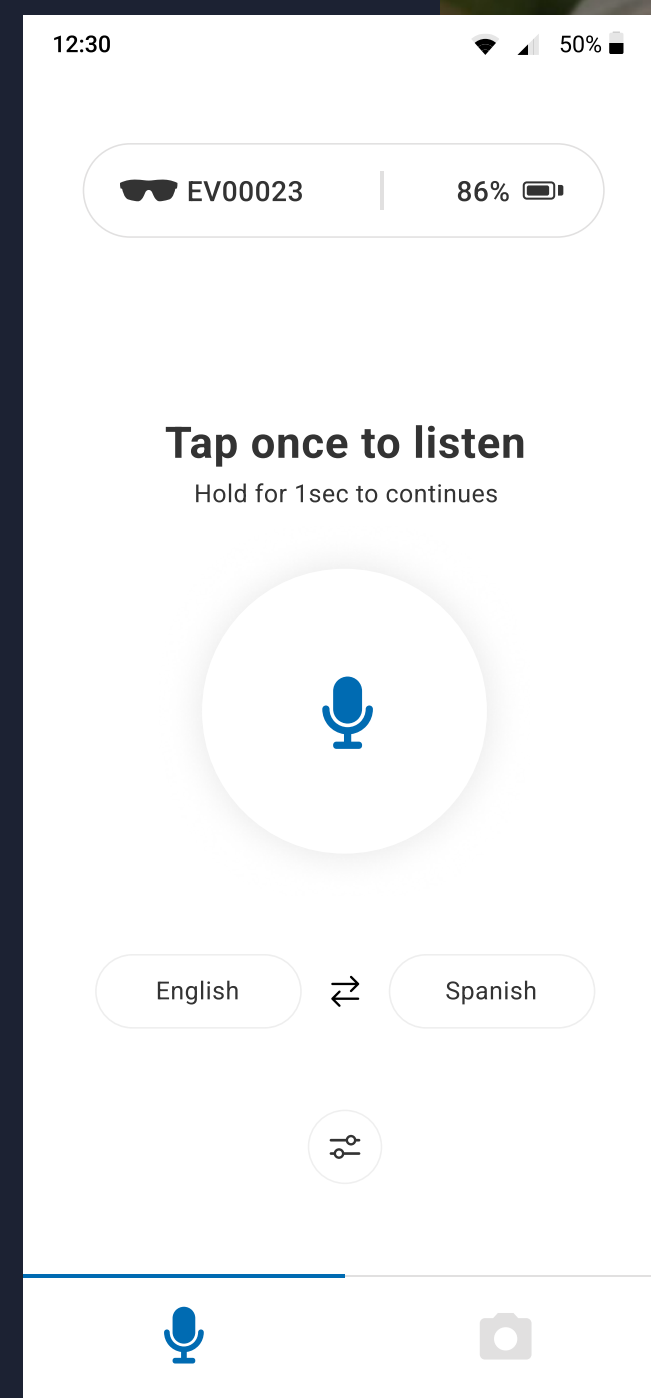 12:30 50%
EV00023 86%
Tap once to listen
Hold for 1sec to continues
English Spanish